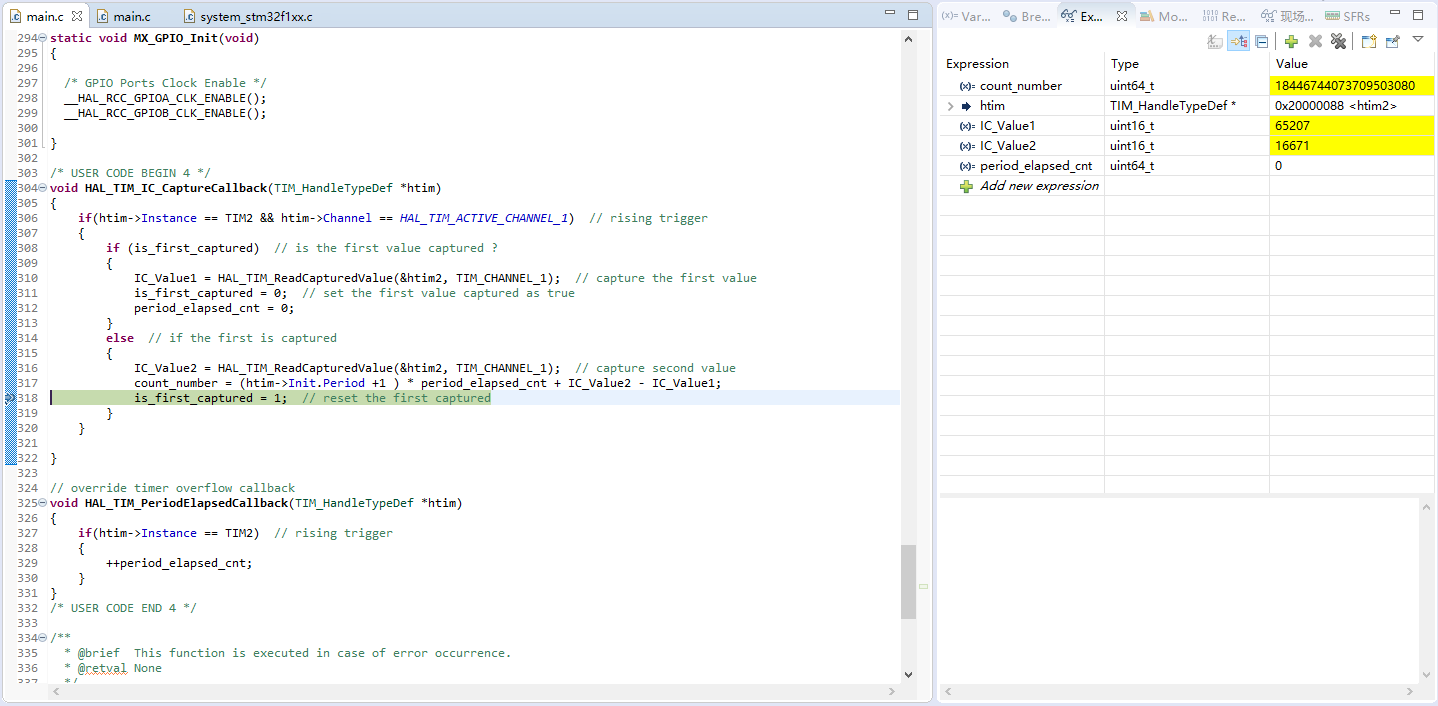 main.c
main.c
system_stm32f1xx.c
294 static void MX_GPIO_Init(void)
295 {
296
297 /* GPIO Ports Clock Enable */
298 __HAL_RCC_GPIOA_CLK_ENABLE();
299 __HAL_RCC_GPIOB_CLK_ENABLE();
300
301 }
302
303 /* USER CODE BEGIN 4 */
304 void HAL_TIM_IC_CaptureCallback(TIM_HandleTypeDef *htim)
305 {
306 if(htim->Instance == TIM2 && htim->Channel == HAL_TIM_ACTIVE_CHANNEL_1) // rising trigger
307 {
308 if (is_first_captured) // is the first value captured ?
309 {
310 IC_Value1 = HAL_TIM_ReadCapturedValue(&htim2, TIM_CHANNEL_1); // capture the first value
311 is_first_captured = 0; // set the first value captured as true
312 period_elapsed_cnt = 0;
313 }
314 else // if the first is captured
315 {
316 IC_Value2 = HAL_TIM_ReadCapturedValue(&htim2, TIM_CHANNEL_1); // capture second value
317 count_number = (htim->Init.Period +1 ) * period_elapsed_cnt + IC_Value2 - IC_Value1;
318 is_first_captured = 1; // reset the first captured
319 }
320 }
321
322 }
323
324 // override timer overflow callback
325 void HAL_TIM_PeriodElapsedCallback(TIM_HandleTypeDef *htim)
326 {
327 if(htim->Instance == TIM2) // rising trigger
328 {
329 ++period_elapsed_cnt;
330 }
331 }
332 /* USER CODE END 4 */
333
334 /**
335 * @brief This function is executed in case of error occurrence.
336 * @retval None
337 */
(x)= Var... Bre... Ex... Mo... Re... 现场... SFRs
Expression Type Value
(x)= count_number uint64_t 18446744073709503080
htim TIM_HandleTypeDef * 0x20000088 <htim2>
(x)= IC_Value1 uint16_t 65207
(x)= IC_Value2 uint16_t 16671
(x)= period_elapsed_cnt uint64_t 0
Add new expression